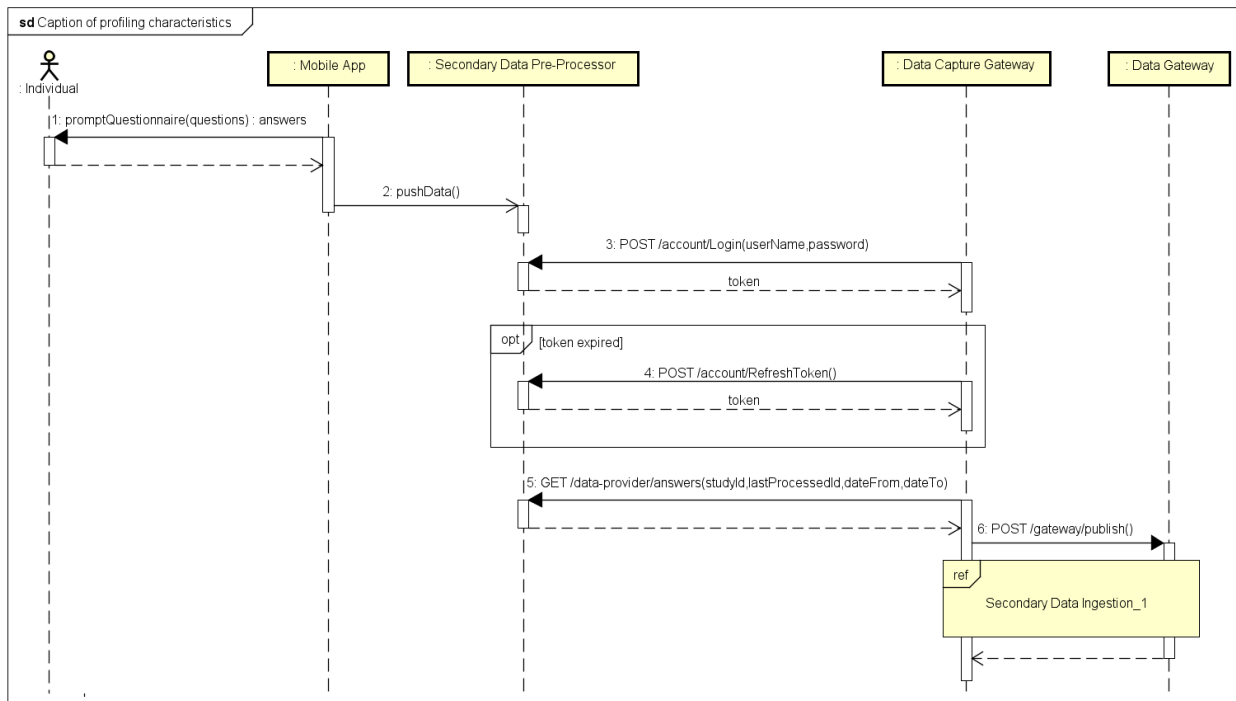 sd Caption of profiling characteristics
: Individual
: Mobile App
: Secondary Data Pre-Processor
: Data Capture Gateway
: Data Gateway
1: promptQuestionnaire(questions) : answers
2: pushData()
3: POST /account/Login(userName,password)
token
opt
[token expired]
4: POST /account/RefreshToken()
token
5: GET /data-provider/answers(studyId,lastProcessedId,dateFrom,dateTo)
6: POST /gateway/publish()
ref
Secondary Data Ingestion_1